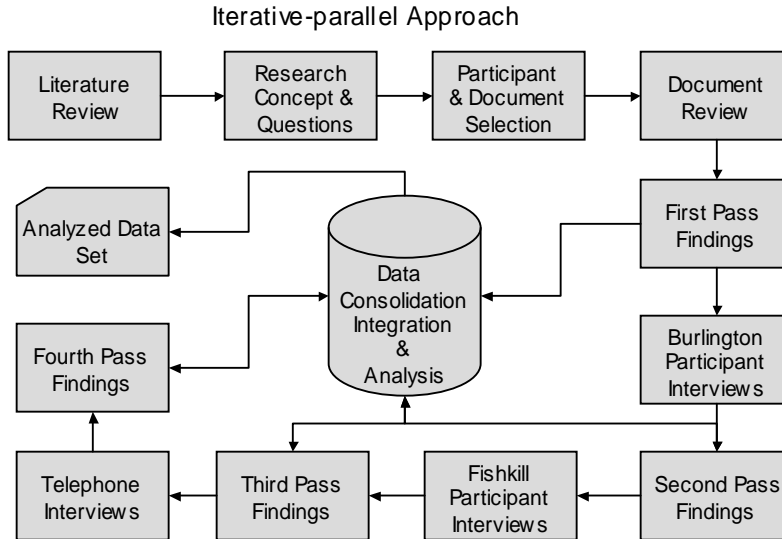 Iterative-parallel Approach
Literature
Review
Research
Concept &
Questions
Participant
& Document
Selection
Document
Review
First Pass
Findings
Analyzed Data
Set
Data
Consolidation
Integration
&
Analysis
Burlington
Participant
Interviews
Fourth Pass
Findings
Telephone
Interviews
Third Pass
Findings
Fishkill
Participant
Interviews
Second Pass
Findings